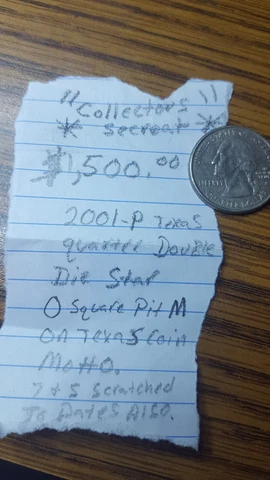 "Collectors"
* Secreat *
$1,500.00
2001-P Texas
quarter Double
Die Star
O Square Pit M
On Texas Coin
Motto.
7 + 5 Scratched
In Dates Also.